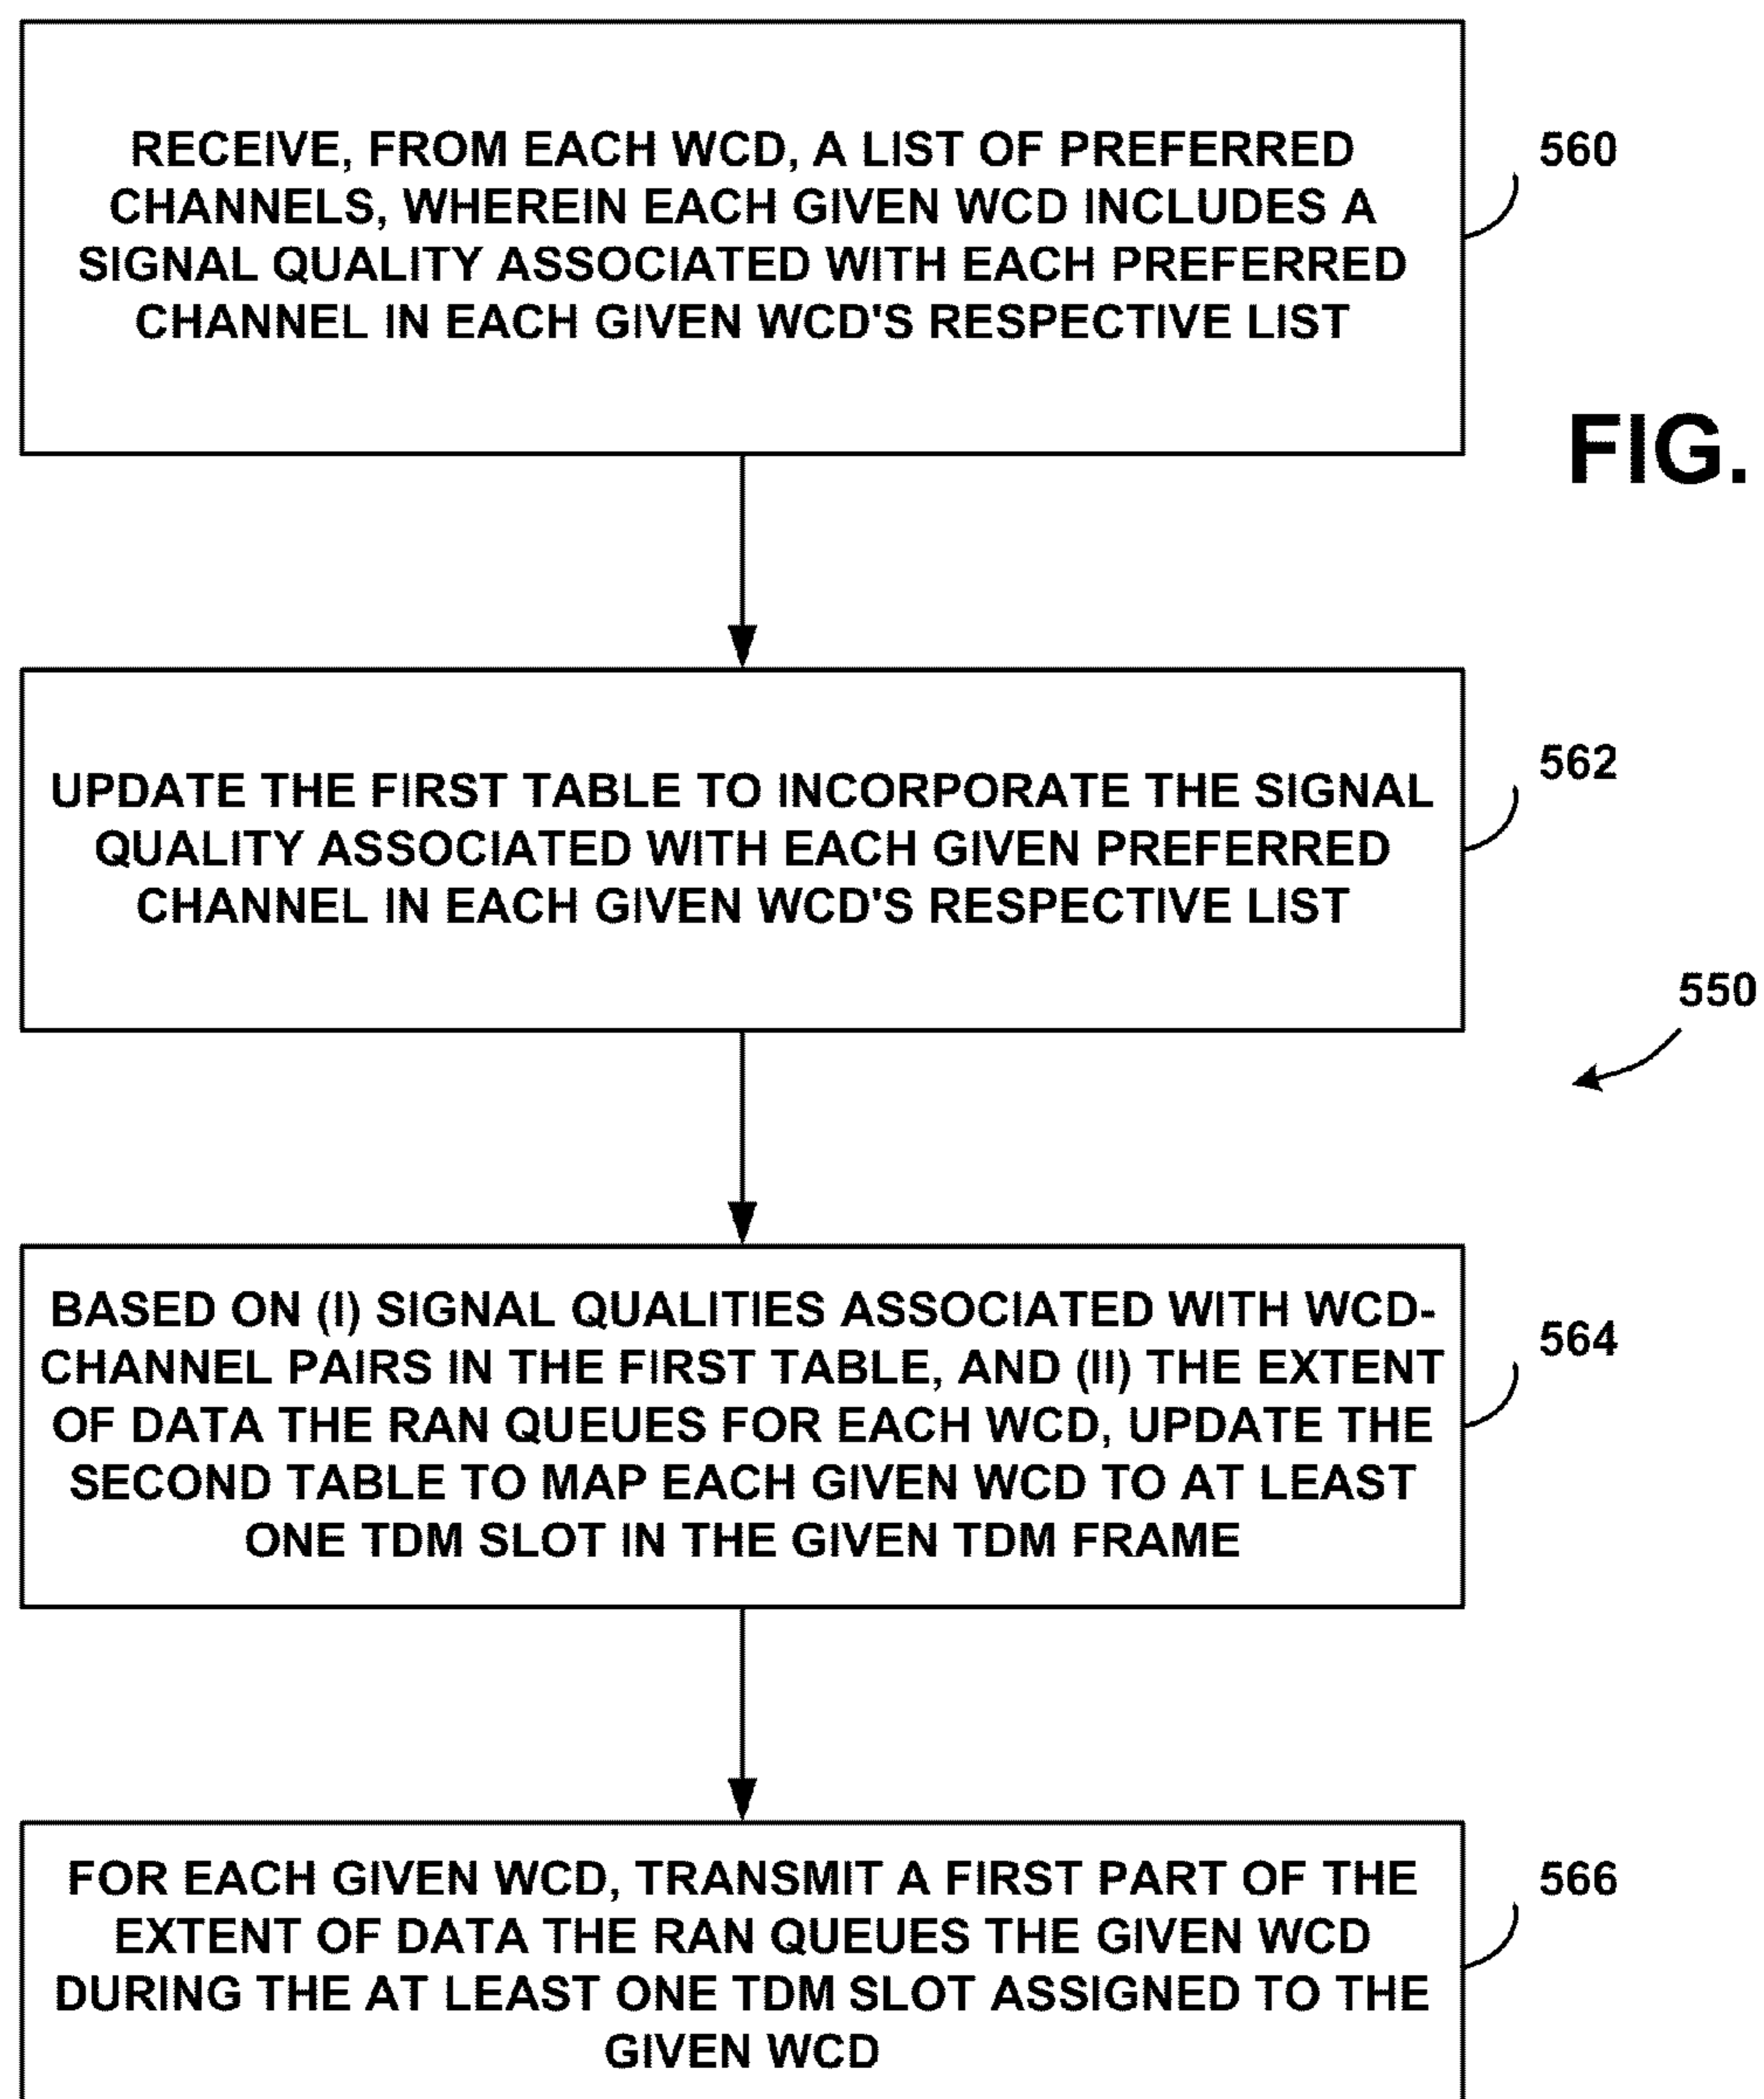 RECEIVE, FROM EACH WCD, A LIST OF PREFERRED
CHANNELS, WHEREIN EACH GIVEN WCD INCLUDES A
SIGNAL QUALITY ASSOCIATED WITH EACH PREFERRED
CHANNEL IN EACH GIVEN WCD'S RESPECTIVE LIST
560
FIG.
UPDATE THE FIRST TABLE TO INCORPORATE THE SIGNAL
QUALITY ASSOCIATED WITH EACH GIVEN PREFERRED
CHANNEL IN EACH GIVEN WCD'S RESPECTIVE LIST
562
550
BASED ON (I) SIGNAL QUALITIES ASSOCIATED WITH WCD-
CHANNEL PAIRS IN THE FIRST TABLE, AND (II) THE EXTENT
OF DATA THE RAN QUEUES FOR EACH WCD, UPDATE THE
SECOND TABLE TO MAP EACH GIVEN WCD TO AT LEAST
ONE TDM SLOT IN THE GIVEN TDM FRAME
564
FOR EACH GIVEN WCD, TRANSMIT A FIRST PART OF THE
EXTENT OF DATA THE RAN QUEUES THE GIVEN WCD
DURING THE AT LEAST ONE TDM SLOT ASSIGNED TO THE
GIVEN WCD
566